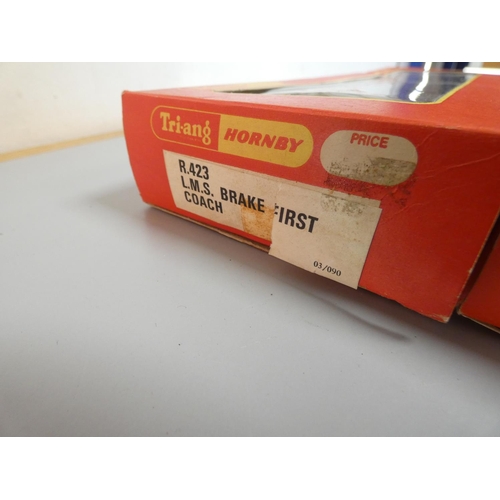 Tri-ang HORNBY
PRICE
R.423
L.M.S. BRAKE FIRST
COACH
03/090